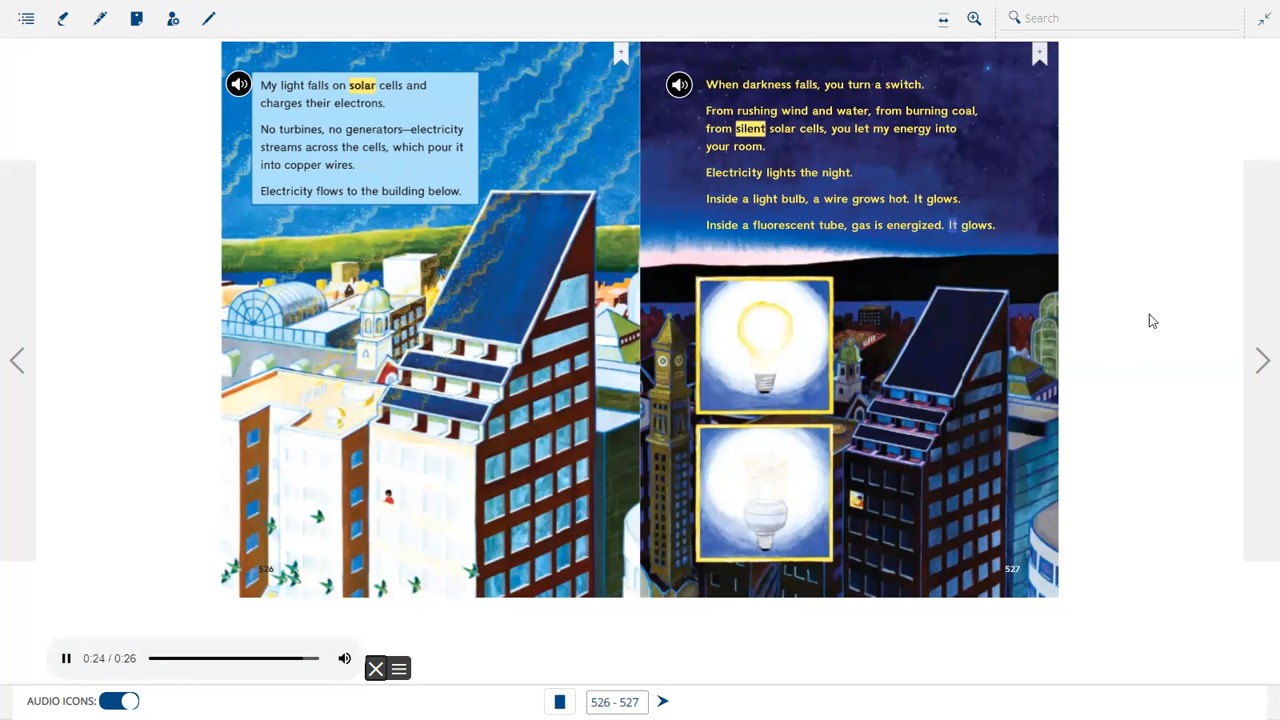 Search
My light falls on solar cells and
charges their electrons.
No turbines, no generators—electricity
streams across the cells, which pour it
into copper wires.
Electricity flows to the building below.
526
When darkness falls, you turn a switch.
From rushing wind and water, from burning coal,
from silent solar cells, you let my energy into
your room.
Electricity lights the night.
Inside a light bulb, a wire grows hot. It glows.
Inside a fluorescent tube, gas is energized. It glows.
527
0:24 / 0:26
AUDIO ICONS:
526 - 527